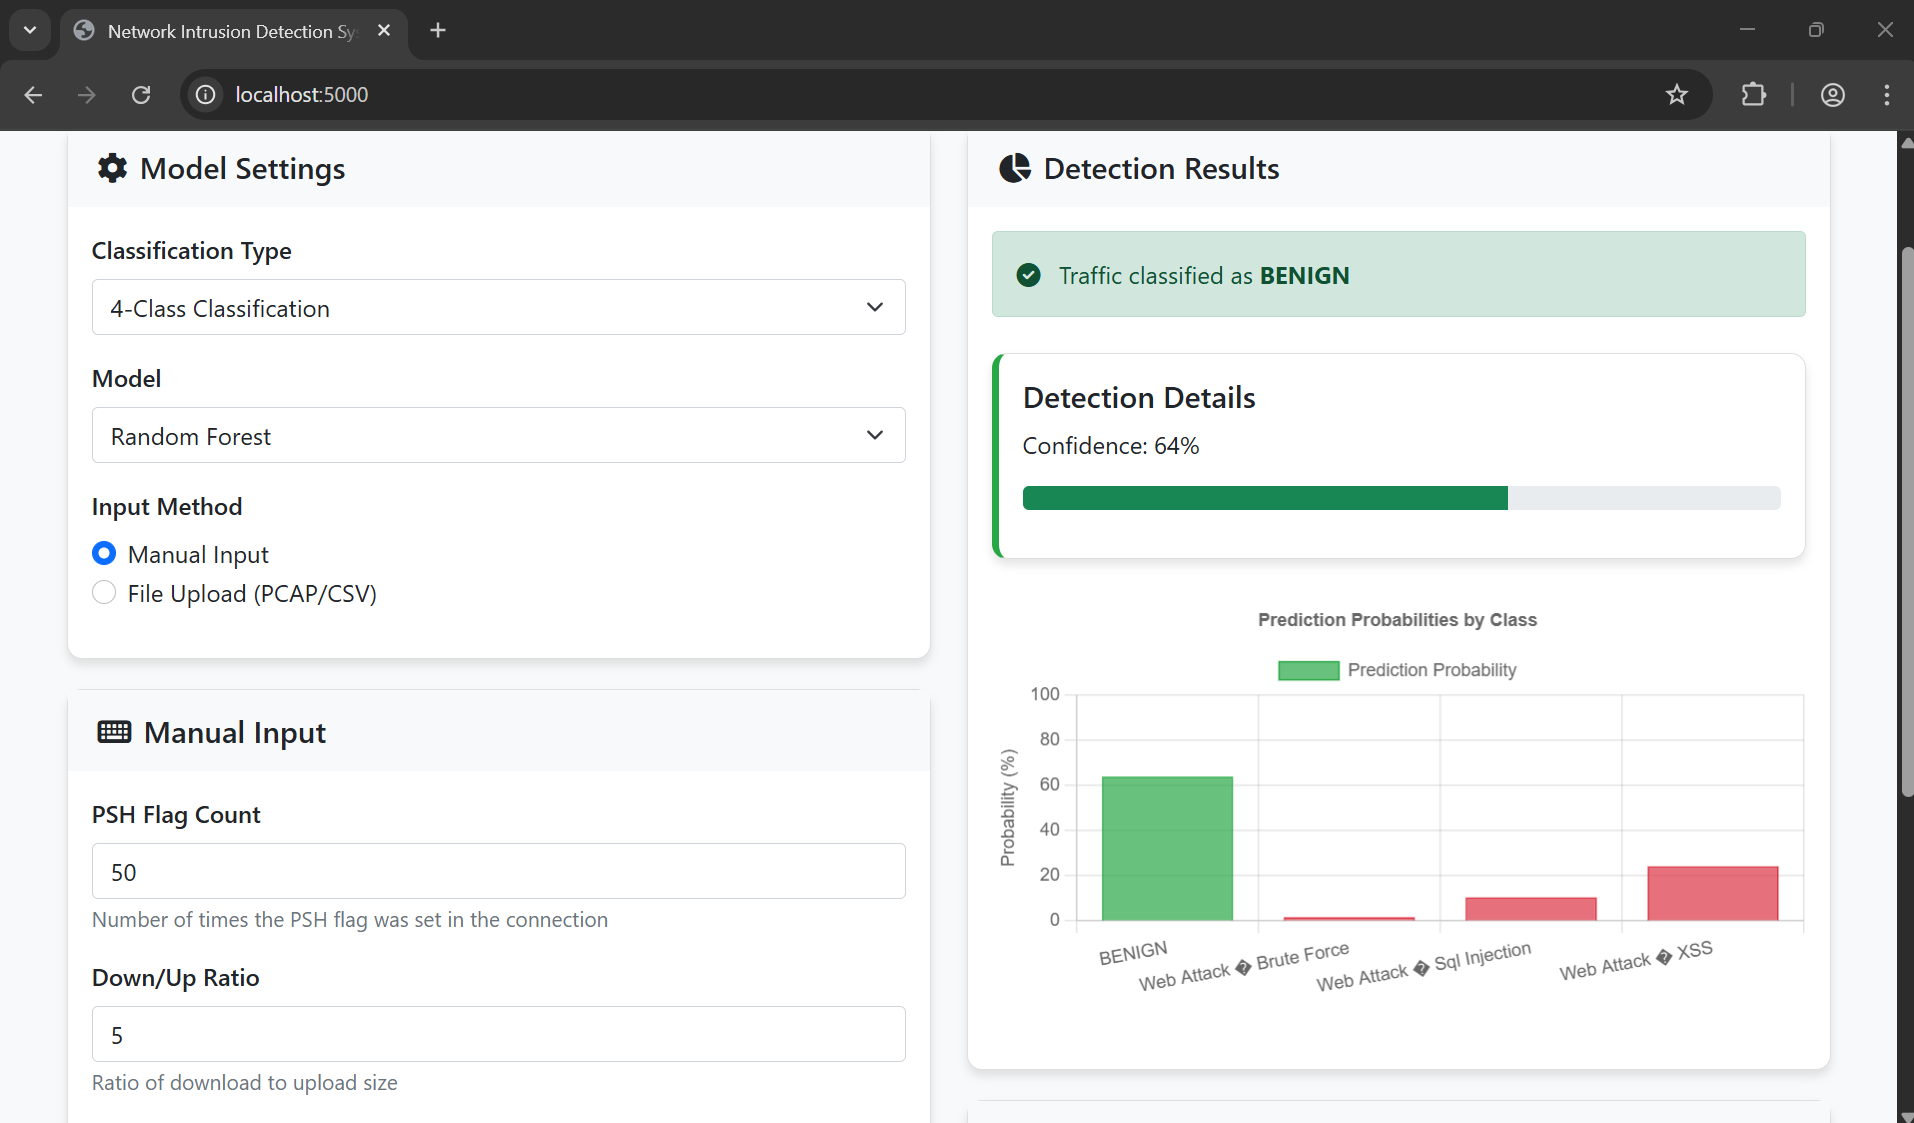 Network Intrusion Detection Sy
localhost:5000
Model Settings
Classification Type
4-Class Classification
Model
Random Forest
Input Method
Manual Input
File Upload (PCAP/CSV)
Manual Input
PSH Flag Count
50
Number of times the PSH flag was set in the connection
Down/Up Ratio
5
Ratio of download to upload size
Detection Results
Traffic classified as BENIGN
Detection Details
Confidence: 64%
Prediction Probabilities by Class
Prediction Probability
Probability (%)
100
80
60
40
20
0
BENIGN
Web Attack � Brute Force
Web Attack � Sql Injection
Web Attack � XSS